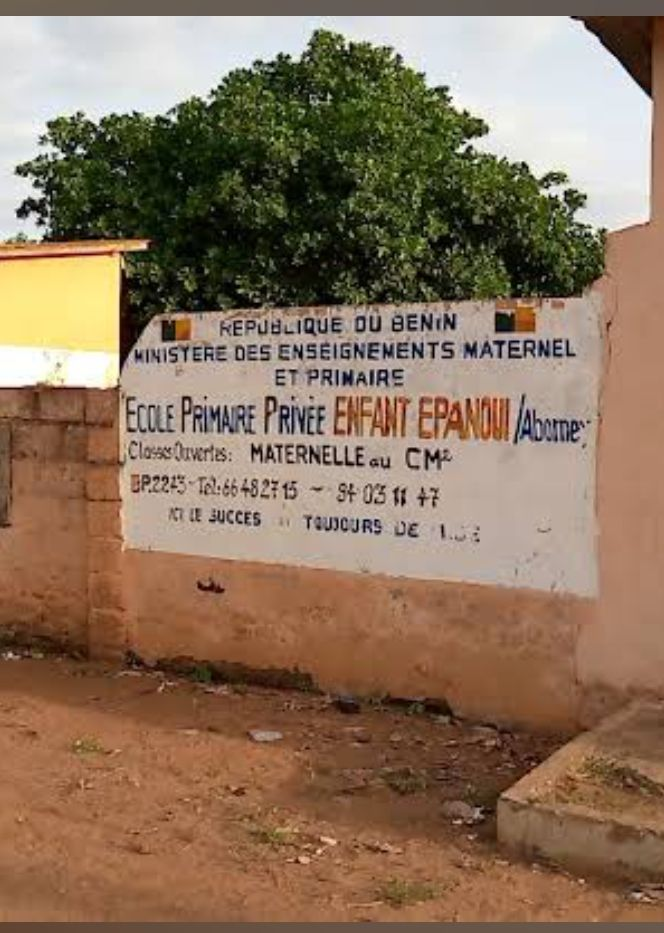 REPUBLIQUE DU BENIN
MINISTERE DES ENSEIGNEMENTS MATERNEL
ET PRIMAIRE
ECOLE PRIMAIRE PRIVEE ENFANT EPANOUI /Abomey
Classes Ouvertes: MATERNELLE au CM2
BP.2243 - Tél: 66 48 27 15 - 94 03 11 47
ICI LE SUCCES TOUJOURS DE